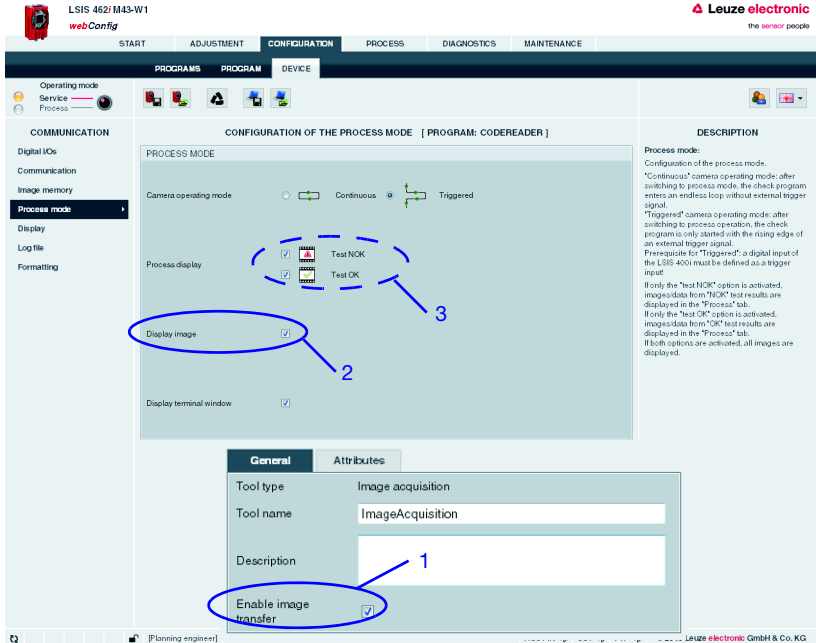 LSIS 462i M43-W1
webConfig
Leuze electronic
the sensor people
START ADJUSTMENT CONFIGURATION PROCESS DIAGNOSTICS MAINTENANCE
PROGRAMS PROGRAM DEVICE
Operating mode
Service
Process
COMMUNICATION
Digital I/Os
Communication
Image memory
Process mode
Display
Log file
Formatting
CONFIGURATION OF THE PROCESS MODE [ PROGRAM: CODEREADER ]
PROCESS MODE
Camera operating mode Continuous Triggered
Process display
Test NOK
Test OK
3
Display image
2
Display terminal window
DESCRIPTION
Process mode:
Configuration of the process mode.
"Continuous" camera operating mode: after
switching to process mode, the check program
enters an endless loop without external trigger
signal.
"Triggered" camera operating mode: after
switching to process operation, the check
program is only started with the rising edge of
an external trigger signal.
Prerequisite for "Triggered": a digital input of
the LSIS 400i must be defined as a trigger
input!
If only the "test NOK" option is activated,
images/data from "NOK" test results are
displayed in the "Process" tab.
If only the "test OK" option is activated,
images/data from "OK" test results are
displayed in the "Process" tab.
If both options are activated, all images are
displayed.
General Attributes
Tool type Image acquisition
Tool name ImageAcquisition
Description
1
Enable image
transfer
[Planning engineer]
Leuze electronic GmbH & Co. KG